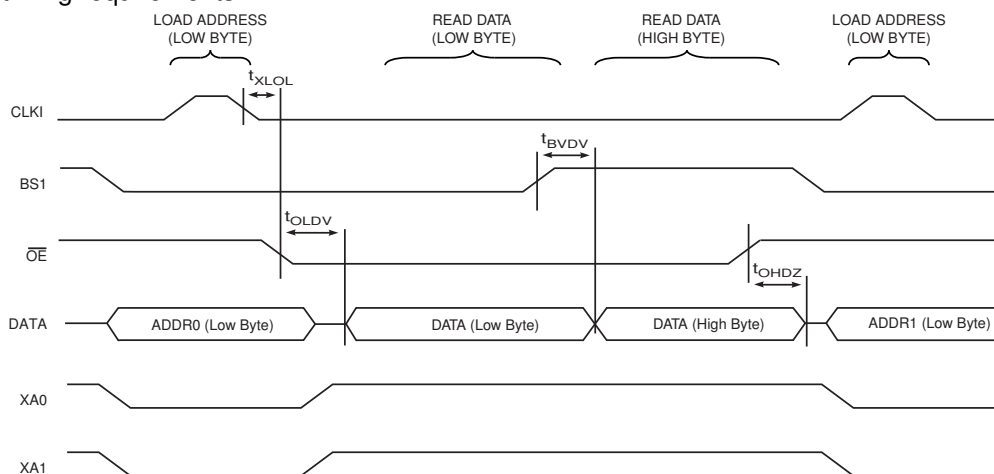 LOAD ADDRESS READ DATA READ DATA LOAD ADDRESS
(LOW BYTE) (LOW BYTE) (HIGH BYTE) (LOW BYTE)
tXLOL
CLKI
tBVDV
BS1
tOLDV
OE
tOHDZ
DATA ADDR0 (Low Byte) DATA (Low Byte) DATA (High Byte) ADDR1 (Low Byte)
XA0
XA1